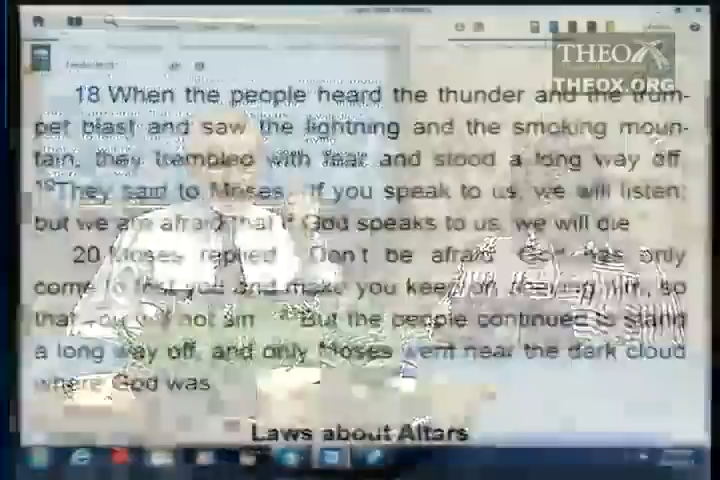 THEOX
THEOX.ORG
18 When the people heard the thunder and the trum-
pet blast and saw the lightning and the smoking moun-
tain, they trembled with fear and stood a long way off.
19 They said to Moses, If you speak to us, we will listen;
but we are afraid that if God speaks to us, we will die
20 Moses replied, Don't be afraid. God has only
come to test you and make you keep on him, so
that you will not sin. But the people continued to stand
a long way off, and only Moses went near the dark cloud
where God was
Laws about Altars